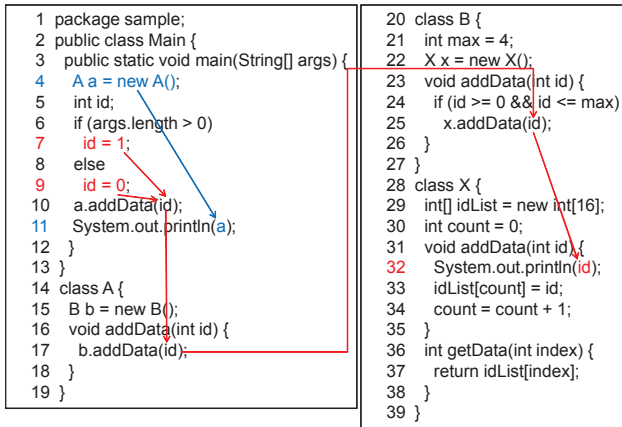 1 package sample;
2 public class Main {
3 public static void main(String[] args) {
4 A a = new A();
5 int id;
6 if (args.length > 0)
7 id = 1;
8 else
9 id = 0;
10 a.addData(id);
11 System.out.println(a);
12 }
13 }
14 class A {
15 B b = new B();
16 void addData(int id) {
17 b.addData(id);
18 }
19 }
20 class B {
21 int max = 4;
22 X x = new X();
23 void addData(int id) {
24 if (id >= 0 && id <= max)
25 x.addData(id);
26 }
27 }
28 class X {
29 int[] idList = new int[16];
30 int count = 0;
31 void addData(int id) {
32 System.out.println(id);
33 idList[count] = id;
34 count = count + 1;
35 }
36 int getData(int index) {
37 return idList[index];
38 }
39 }